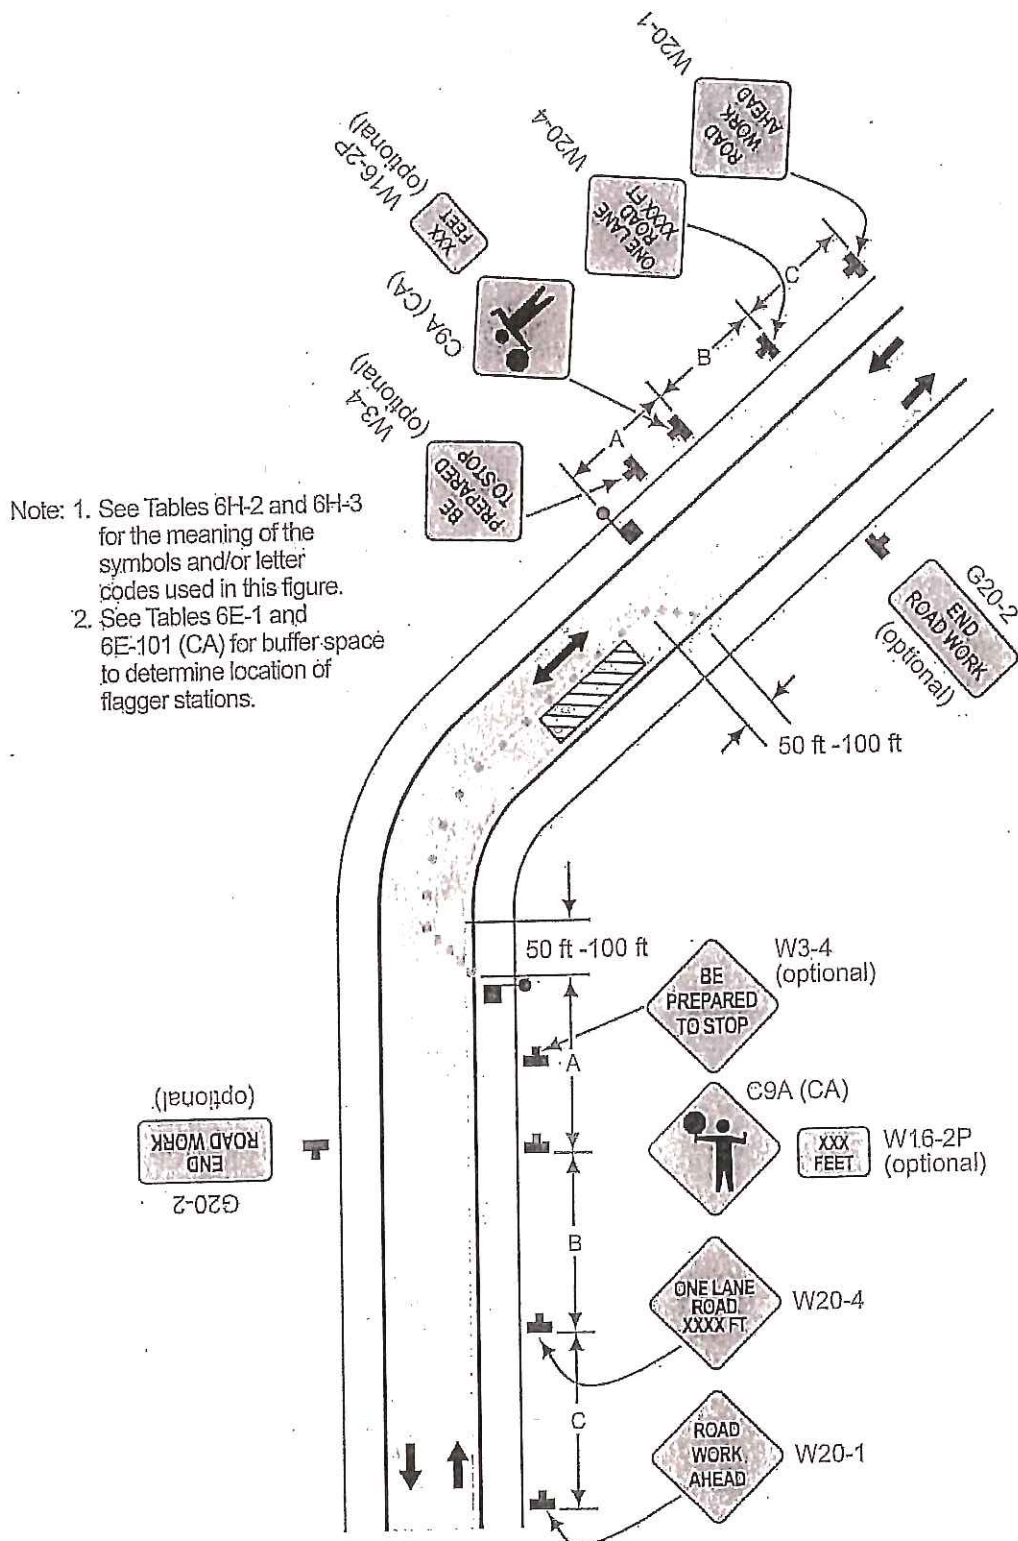 W20-1
ROAD
WORK
AHEAD
W20-4
ONE LANE
ROAD
XXXX FT
W16-2P
(optional)
XXX
FEET
C9A (CA)
W3-4
(optional)
BE
PREPARED
TO STOP
C
B
A
Note: 1. See Tables 6H-2 and 6H-3
for the meaning of the
symbols and/or letter
codes used in this figure.
2. See Tables 6E-1 and
6E-101 (CA) for buffer space
to determine location of
flagger stations.
G20-2
END
ROAD WORK
(optional)
50 ft -100 ft
50 ft -100 ft
BE
PREPARED
TO STOP
W3-4
(optional)
A
C9A (CA)
XXX
FEET
W16-2P
(optional)
G20-2
END
ROAD WORK
(optional)
B
ONE LANE
ROAD
XXXX FT
W20-4
C
ROAD
WORK
AHEAD
W20-1